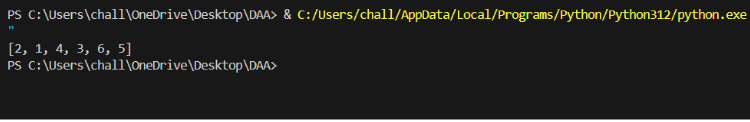 PS C:\Users\chall\OneDrive\Desktop\DAA> & C:/Users/chall/AppData/Local/Programs/Python/Python312/python.exe
"
[2, 1, 4, 3, 6, 5]
PS C:\Users\chall\OneDrive\Desktop\DAA>